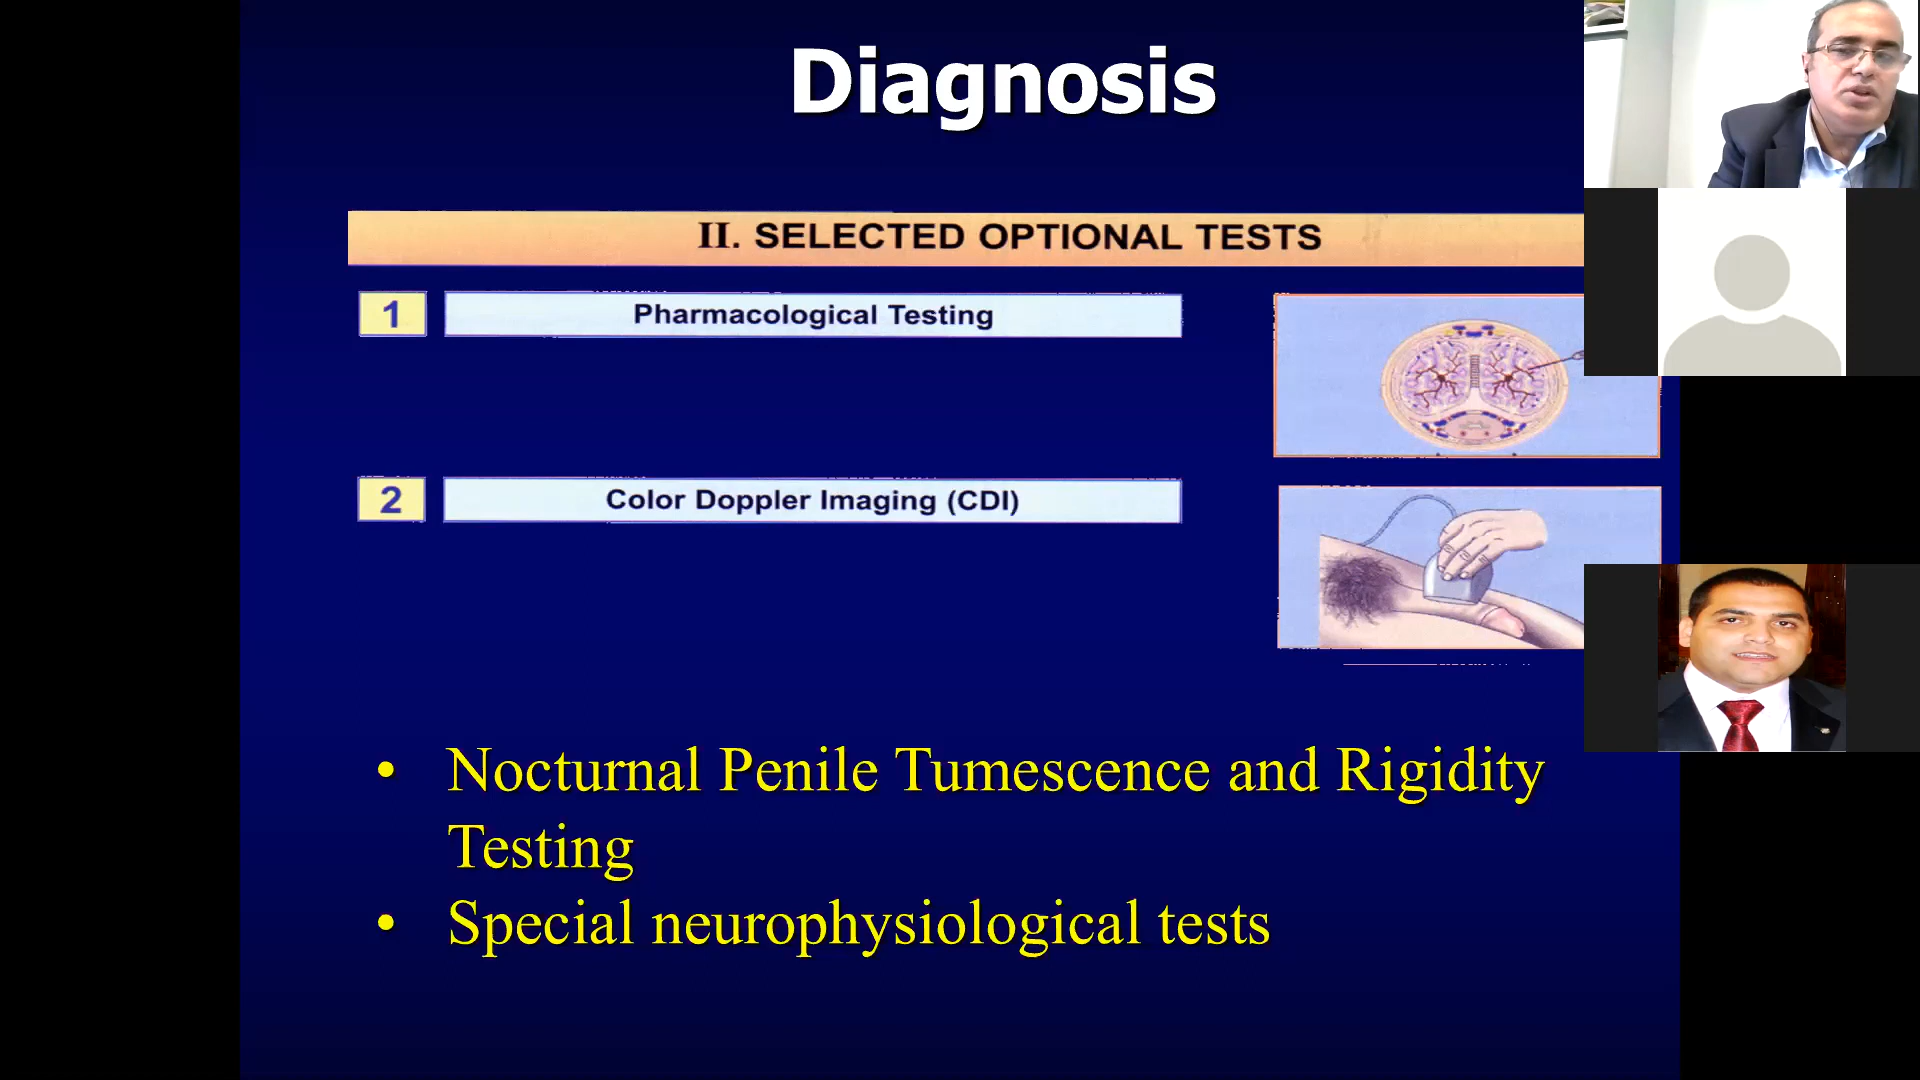 Diagnosis
II. SELECTED OPTIONAL TESTS
1
Pharmacological Testing
2
Color Doppler Imaging (CDI)
• Nocturnal Penile Tumescence and Rigidity
Testing
• Special neurophysiological tests